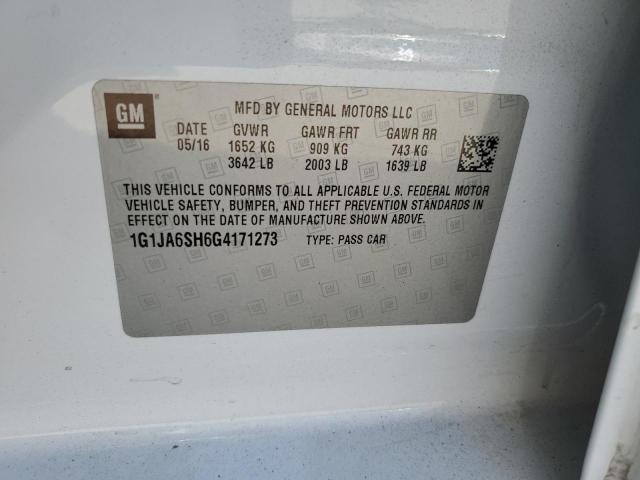 GM MFD BY GENERAL MOTORS LLC
DATE GVWR GAWR FRT GAWR RR
05/16 1652 KG 909 KG 743 KG
3642 LB 2003 LB 1639 LB
THIS VEHICLE CONFORMS TO ALL APPLICABLE U.S. FEDERAL MOTOR
VEHICLE SAFETY, BUMPER, AND THEFT PREVENTION STANDARDS IN
EFFECT ON THE DATE OF MANUFACTURE SHOWN ABOVE.
1G1JA6SH6G4171273 TYPE: PASS CAR